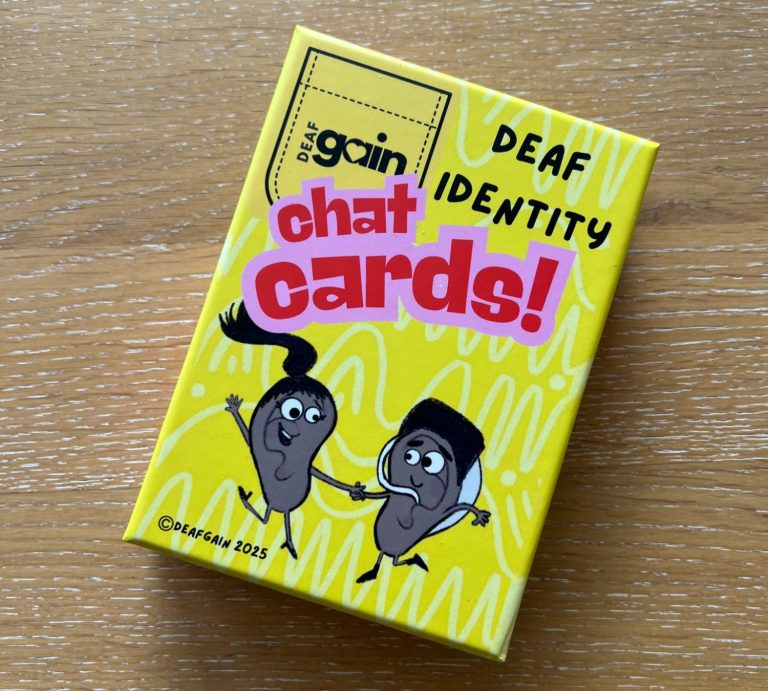 DEAF
gain
DEAF
IDENTITY
chat
cards!
©DEAFGAIN 2025